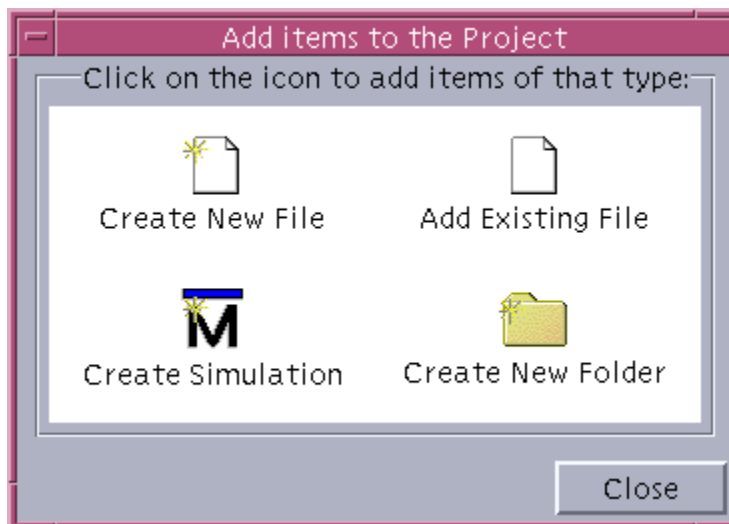 Add items to the Project
Click on the icon to add items of that type:
Create New File
Add Existing File
M
Create Simulation
Create New Folder
Close